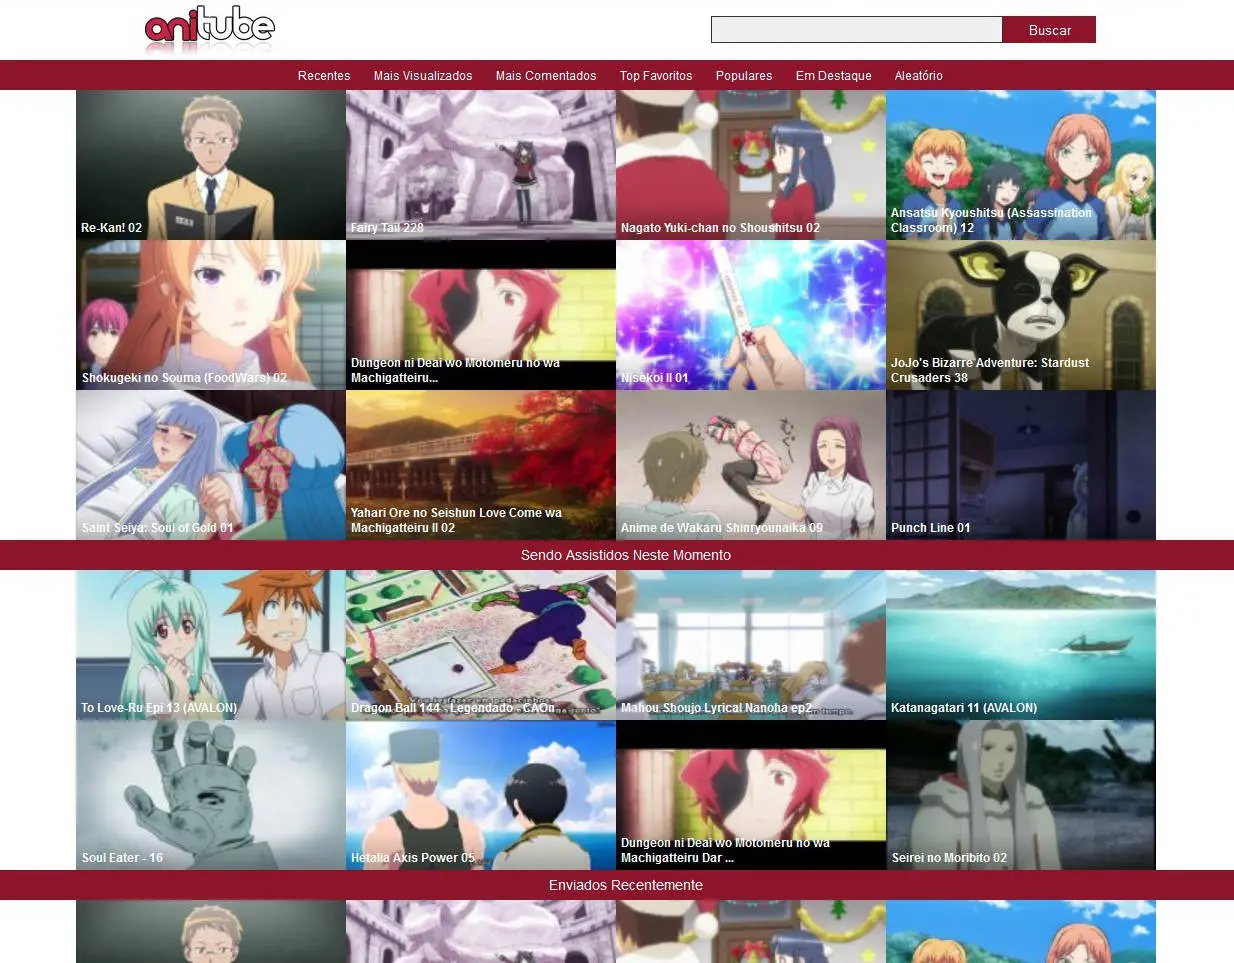 anitube
Buscar
Recentes Mais Visualizados Mais Comentados Top Favoritos Populares Em Destaque Aleatório
Re-Kan! 02
Fairy Tail 228
Nagato Yuki-chan no Shoushitsu 02
Ansatsu Kyoushitsu (Assassination
Classroom) 12
Shokugeki no Souma (FoodWars) 02
Dungeon ni Deai wo Motomeru no wa
Machigatteiru...
Nisekoi II 01
JoJo's Bizarre Adventure: Stardust
Crusaders 38
Saint Seiya: Soul of Gold 01
Yahari Ore no Seishun Love Come wa
Machigatteiru II 02
Anime de Wakaru Shinryounaika 09
Punch Line 01
Sendo Assistidos Neste Momento
To Love-Ru Epi 13 (AVALON)
Dragon Ball 144 - Legendado - CAOn
Mahou Shoujo Lyrical Nanoha ep2
Katanagatari 11 (AVALON)
Soul Eater - 16
Hetalia Axis Power 05
Dungeon ni Deai wo Motomeru no wa
Machigatteiru Dar ...
Seirei no Moribito 02
Enviados Recentemente